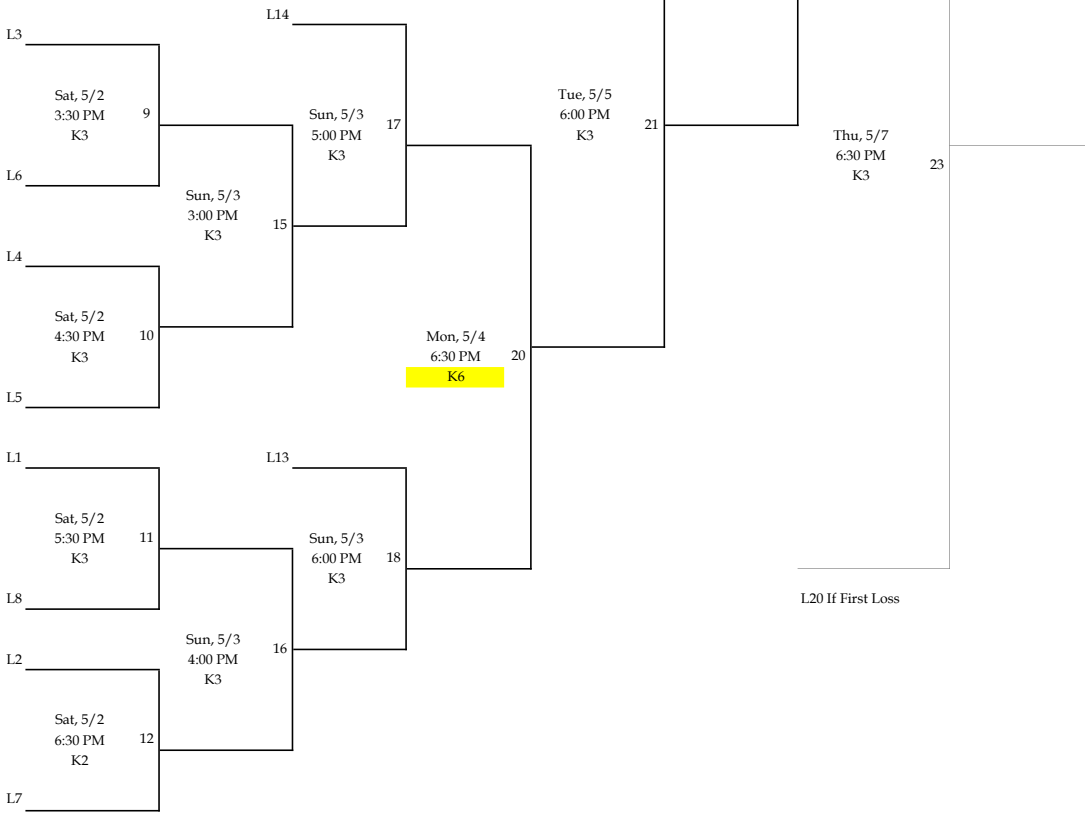 L14
L3
Sat, 5/2
3:30 PM
K3
9
L6
Sun, 5/3
5:00 PM
K3
17
Tue, 5/5
6:00 PM
K3
21
Thu, 5/7
6:30 PM
K3
23
Sun, 5/3
3:00 PM
K3
15
L4
Sat, 5/2
4:30 PM
K3
10
L5
Mon, 5/4
6:30 PM
K6
20
L1
Sat, 5/2
5:30 PM
K3
11
L8
L13
Sun, 5/3
6:00 PM
K3
18
L20 If First Loss
Sun, 5/3
4:00 PM
K3
16
L2
Sat, 5/2
6:30 PM
K2
12
L7